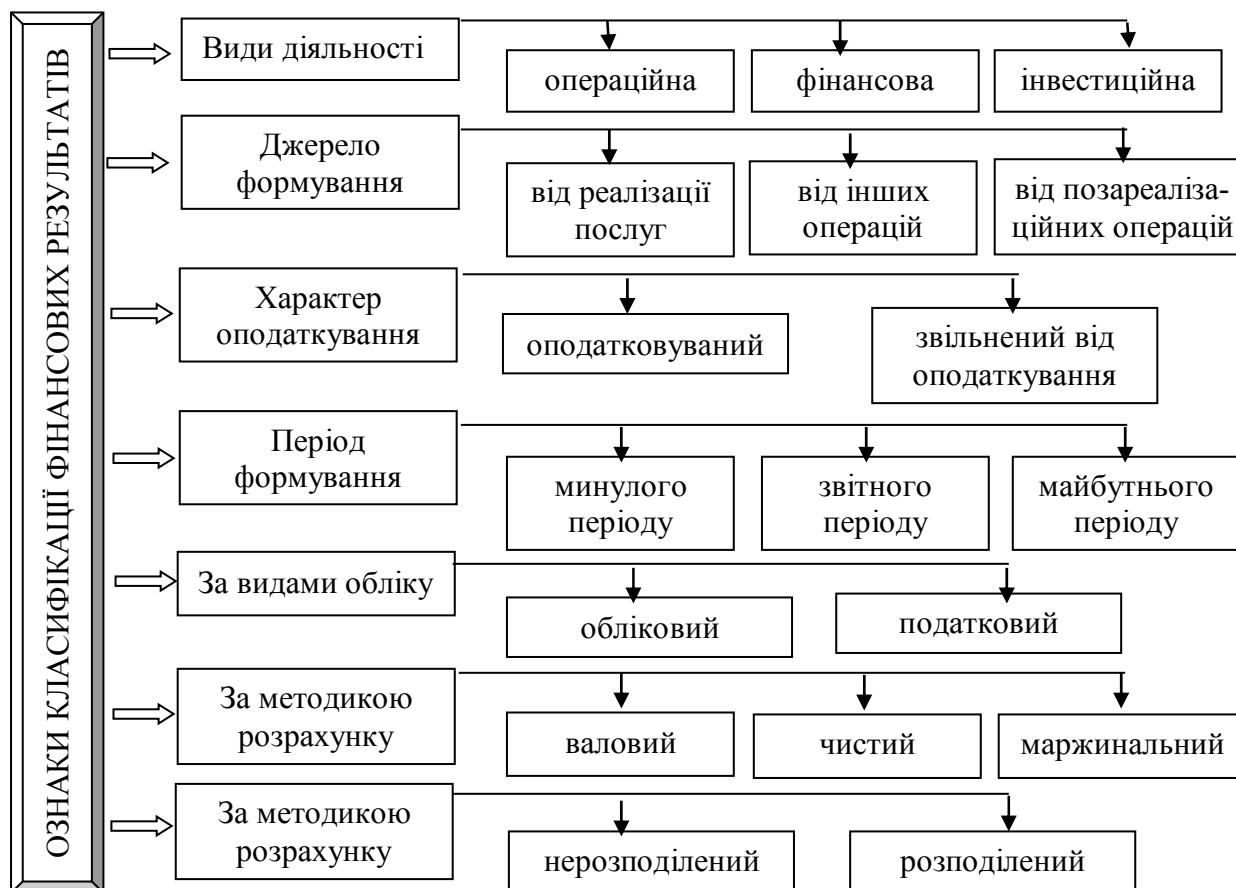 ОЗНАКИ КЛАСИФІКАЦІЇ ФІНАНСОВИХ РЕЗУЛЬТАТІВ
Види діяльності
операційна
фінансова
інвестиційна
Джерело
формування
від реалізації
послуг
від інших
операцій
від позареаліза-
ційних операцій
Характер
оподаткування
оподатковуваний
звільнений від
оподаткування
Період
формування
минулого
періоду
звітного
періоду
майбутнього
періоду
За видами обліку
обліковий
податковий
За методикою
розрахунку
валовий
чистий
маржинальний
За методикою
розрахунку
нерозподілений
розподілений